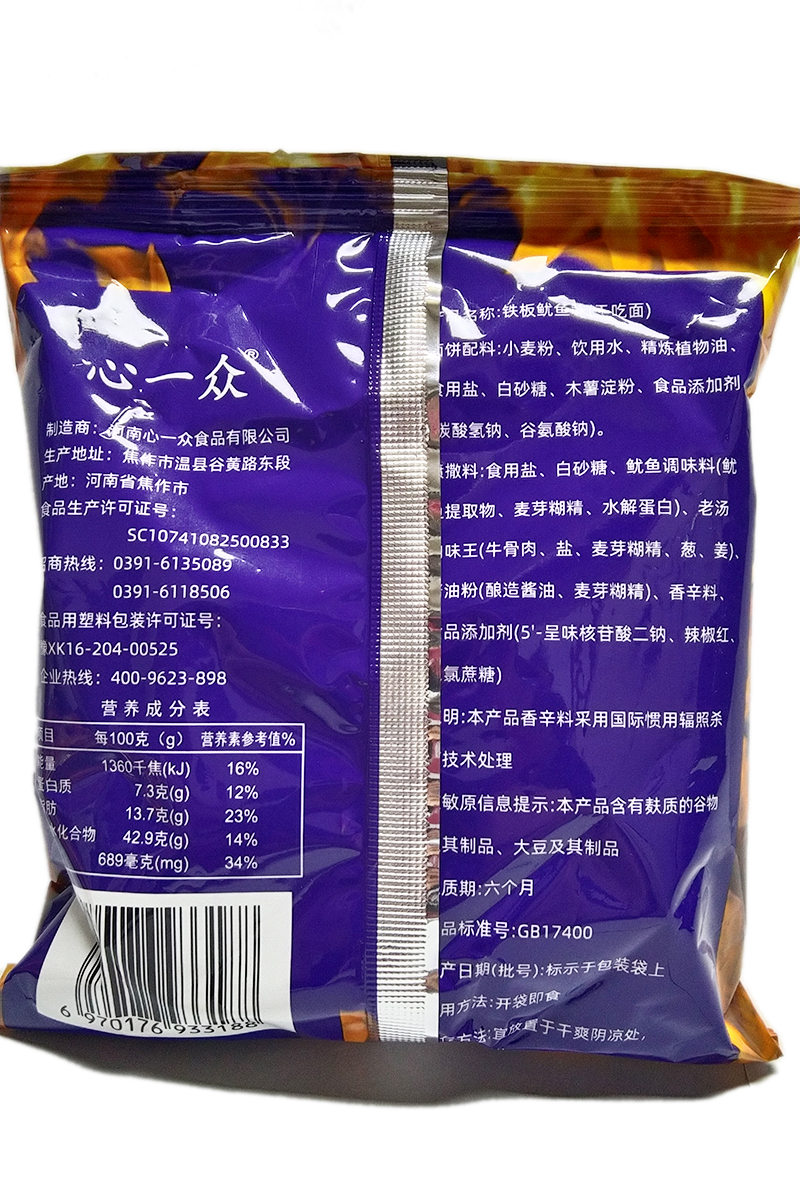 心一众®
制造商：河南心一众食品有限公司
生产地址：焦作市温县谷黄路东段
产地：河南省焦作市
食品生产许可证号：
SC10741082500833
招商热线：0391-6135089
0391-6118506
食品用塑料包装许可证号：
豫XK16-204-00525
企业热线：400-9623-898
营养成分表
项目 每100克（g） 营养素参考值%
能量 1360千焦(kJ) 16%
蛋白质 7.3克(g) 12%
脂肪 13.7克(g) 23%
水化合物 42.9克(g) 14%
689毫克(mg) 34%
6 970176 933188
名称:铁板鱿鱼 干吃面)
饼配料:小麦粉、饮用水、精炼植物油、
食用盐、白砂糖、木薯淀粉、食品添加剂
碳酸氢钠、谷氨酸钠)。
撒料:食用盐、白砂糖、鱿鱼调味料(鱿
提取物、麦芽糊精、水解蛋白)、老汤
味王(牛骨肉、盐、麦芽糊精、葱、姜)、
油粉(酿造酱油、麦芽糊精)、香辛料、
品添加剂(5'-呈味核苷酸二钠、辣椒红、
氯蔗糖)
明:本产品香辛料采用国际惯用辐照杀
技术处理
敏原信息提示:本产品含有麸质的谷物
其制品、大豆及其制品
质期:六个月
品标准号:GB17400
产日期(批号):标示于包装袋上
用方法:开袋即食
方法:宜放置于干爽阴凉处,